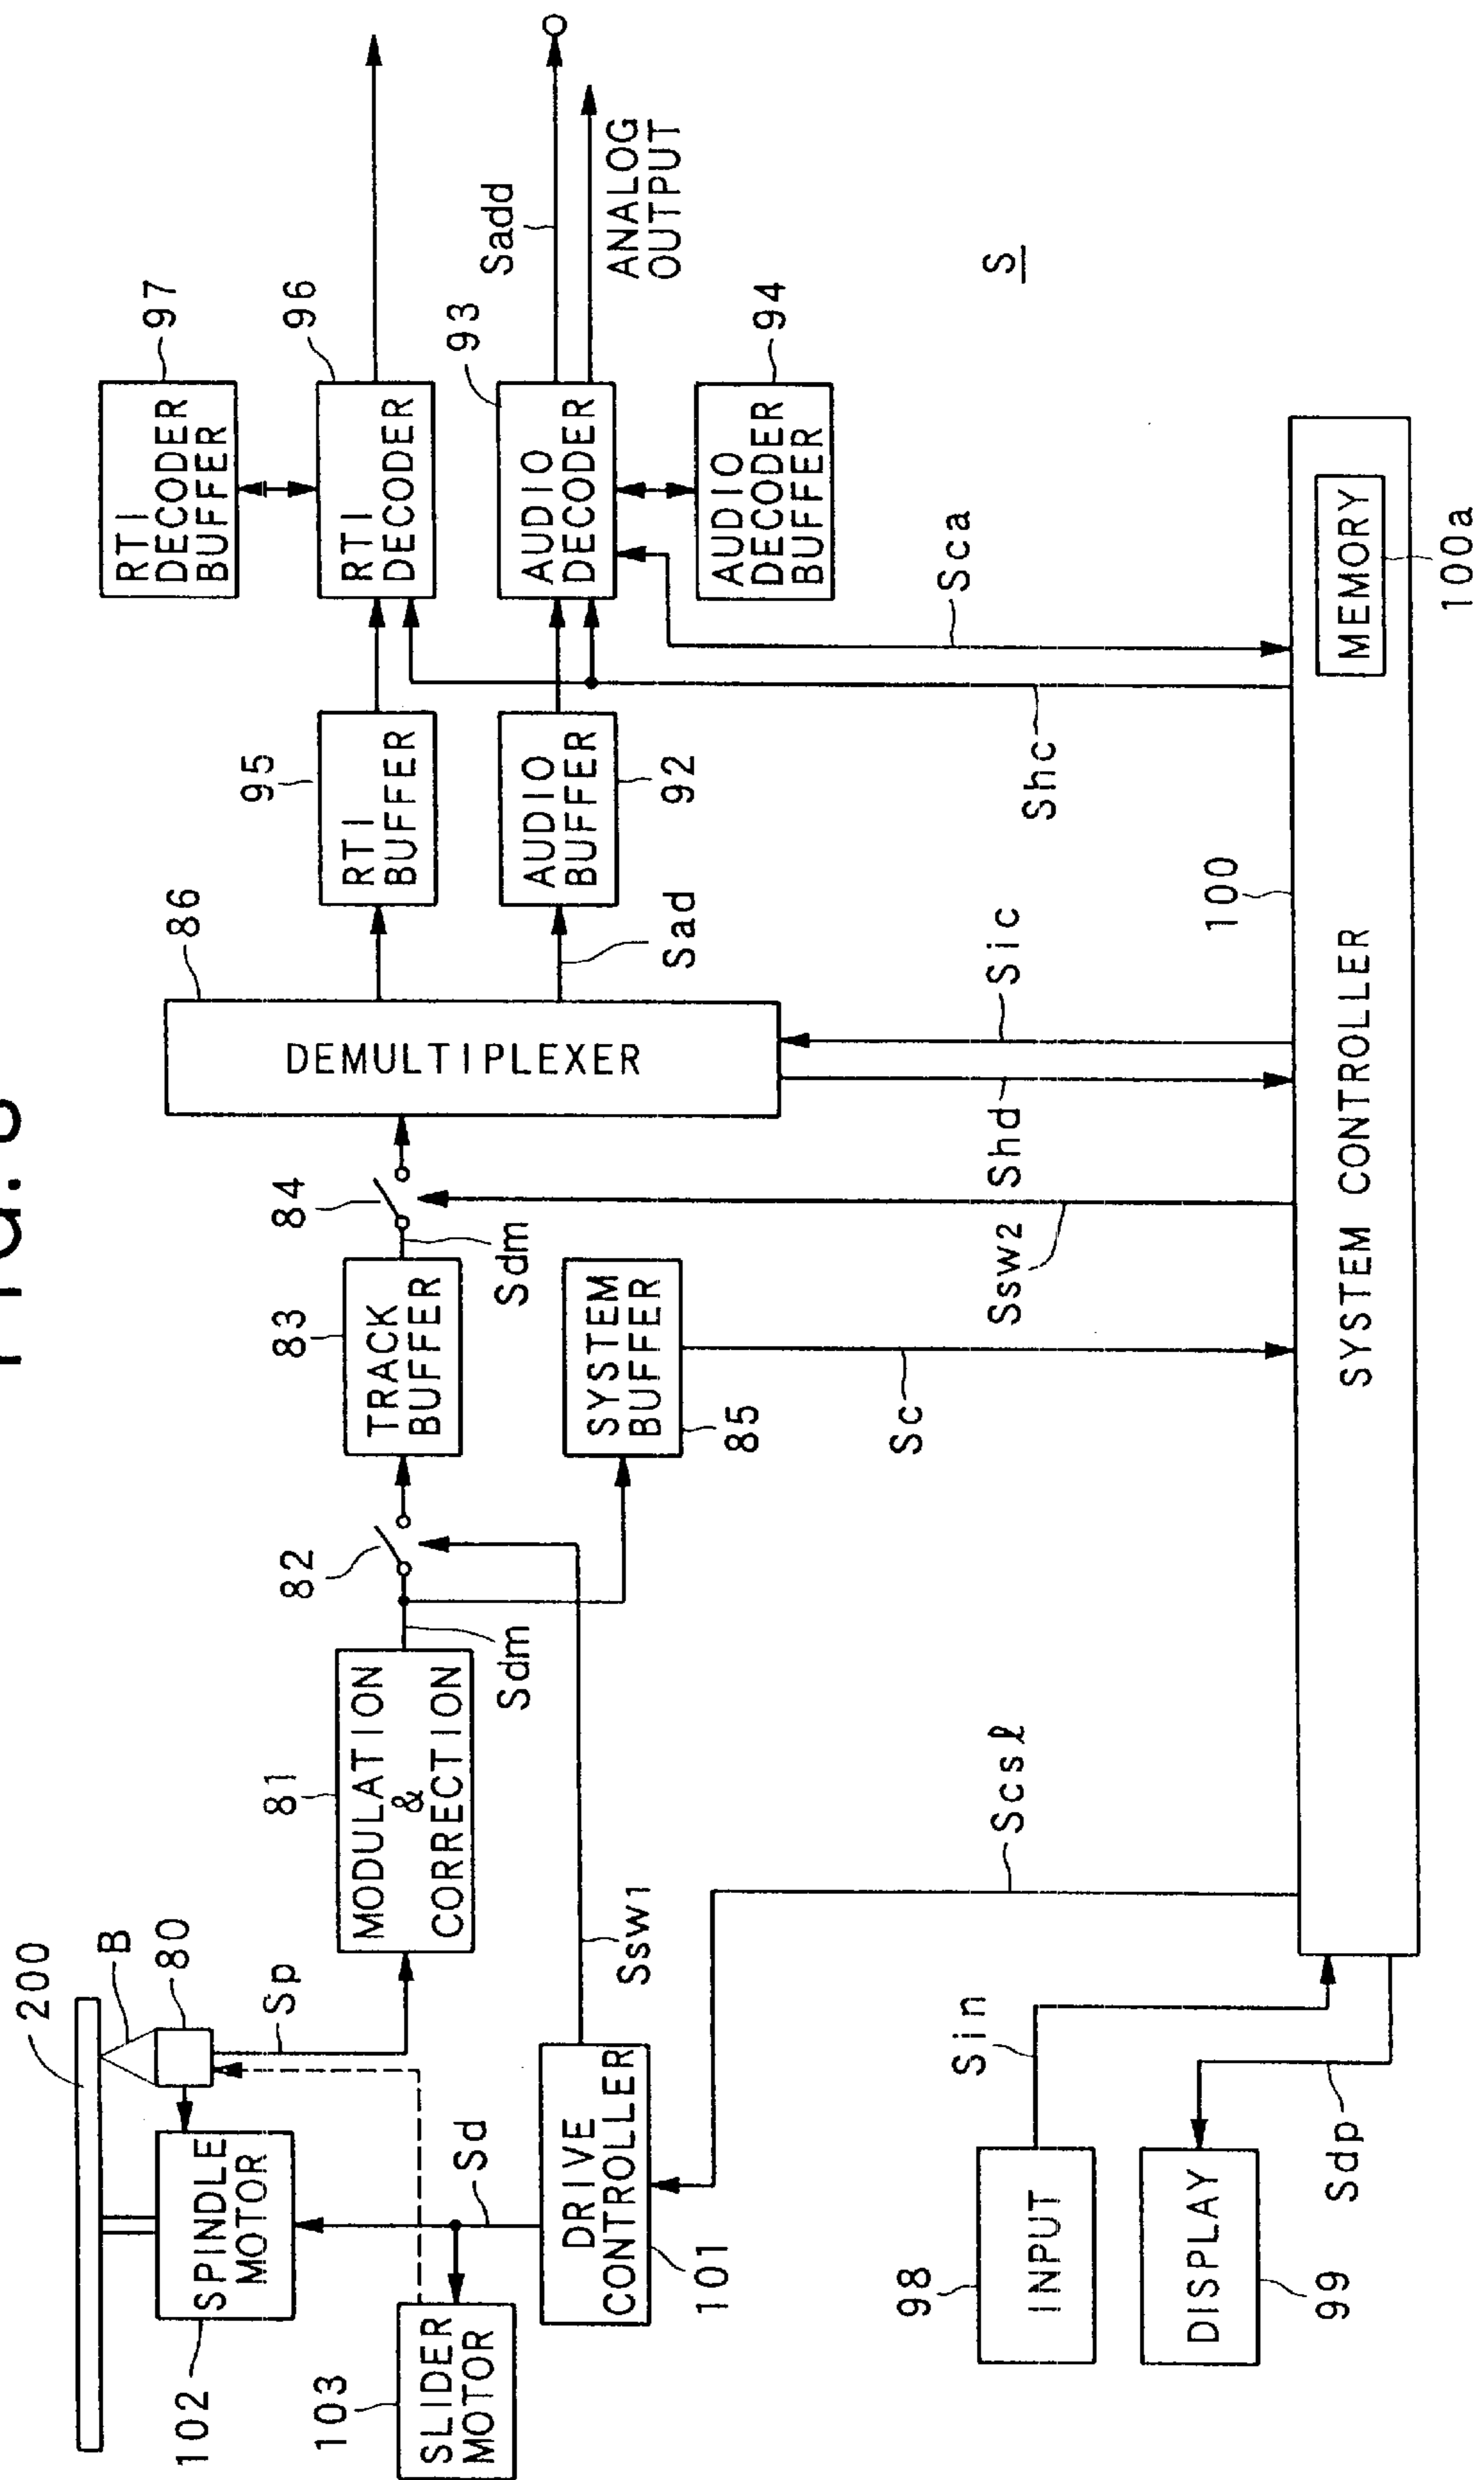 200
B
80
Sp
SPINDLE
MOTOR
102
SLIDER
MOTOR
103
Sd
DRIVE
CONTROLLER
101
Ssw1
Scsℓ
81
MODULATION
&
CORRECTION
Sdm
82
83
TRACK
BUFFER
Sdm
84
SYSTEM
BUFFER
85
Sc
Ssw2
86
DEMULTIPLEXER
Shd
Sic
Sad
95
RTI
BUFFER
AUDIO
BUFFER
92
Shc
Sca
RTI
DECODER
BUFFER
97
RTI
DECODER
96
AUDIO
DECODER
93
AUDIO
DECODER
BUFFER
94
Sadd
ANALOG
OUTPUT
S
98
INPUT
Sin
DISPLAY
99
Sdp
100
SYSTEM CONTROLLER
MEMORY
100a